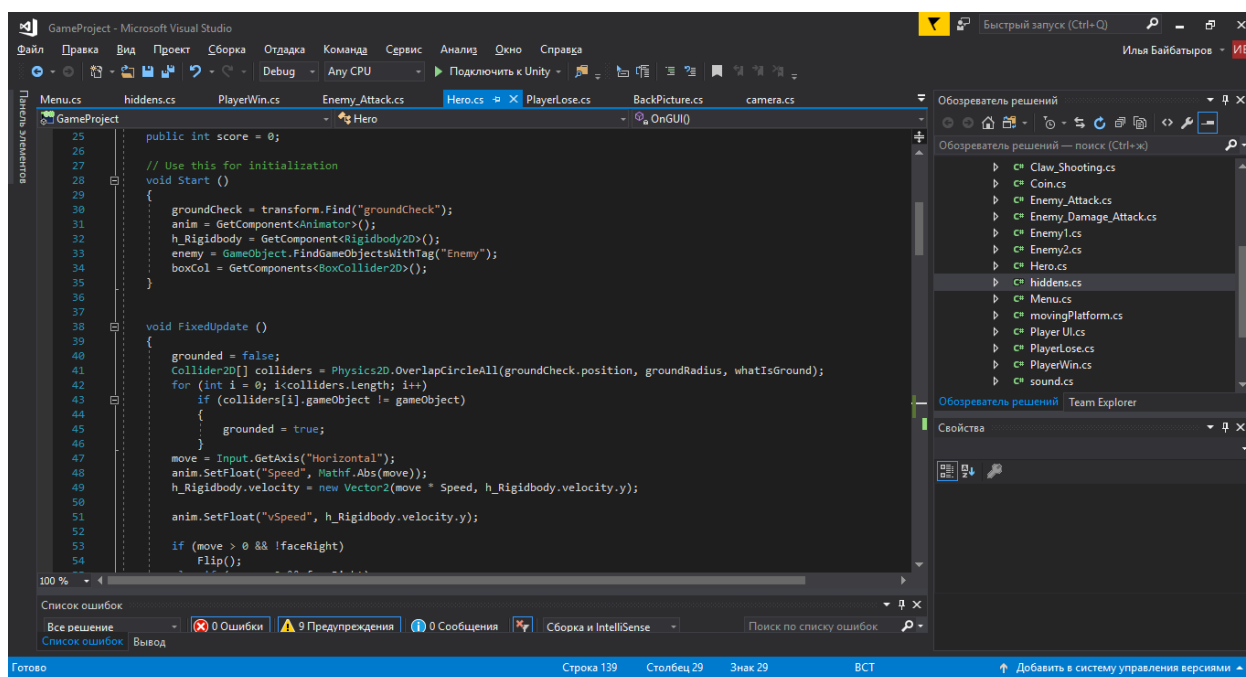 GameProject - Microsoft Visual Studio
Быстрый запуск (Ctrl+Q)
Файл Правка Вид Проект Сборка Отладка Команда Сервис Анализ Окно Справка
Илья Байбатыров
ИБ
Debug Any CPU Подключить к Unity
Панель элементов
Menu.cs hiddens.cs PlayerWin.cs Enemy_Attack.cs Hero.cs PlayerLose.cs BackPicture.cs camera.cs
GameProject Hero OnGUI()
25 public int score = 0;
26
27 // Use this for initialization
28 void Start ()
29 {
30 groundCheck = transform.Find("groundCheck");
31 anim = GetComponent<Animator>();
32 h_Rigidbody = GetComponent<Rigidbody2D>();
33 enemy = GameObject.FindGameObjectsWithTag("Enemy");
34 boxCol = GetComponents<BoxCollider2D>();
35 }
36
37
38 void FixedUpdate ()
39 {
40 grounded = false;
41 Collider2D[] colliders = Physics2D.OverlapCircleAll(groundCheck.position, groundRadius, whatIsGround);
42 for (int i = 0; i<colliders.Length; i++)
43 if (colliders[i].gameObject != gameObject)
44 {
45 grounded = true;
46 }
47 move = Input.GetAxis("Horizontal");
48 anim.SetFloat("Speed", Mathf.Abs(move));
49 h_Rigidbody.velocity = new Vector2(move * Speed, h_Rigidbody.velocity.y);
50
51 anim.SetFloat("vSpeed", h_Rigidbody.velocity.y);
52
53 if (move > 0 && !faceRight)
54 Flip();
100 %
Список ошибок
Все решение 0 Ошибки 9 Предупреждения 0 Сообщения Сборка и IntelliSense Поиск по списку ошибок
Список ошибок Вывод
Обозреватель решений
Обозреватель решений — поиск (Ctrl+ж)
C# Claw_Shooting.cs
C# Coin.cs
C# Enemy_Attack.cs
C# Enemy_Damage_Attack.cs
C# Enemy1.cs
C# Enemy2.cs
C# Hero.cs
C# hiddens.cs
C# Menu.cs
C# movingPlatform.cs
C# Player UI.cs
C# PlayerLose.cs
C# PlayerWin.cs
C# sound.cs
Обозреватель решений Team Explorer
Свойства
Готово Строка 139 Столбец 29 Знак 29 ВСТ Добавить в систему управления версиями